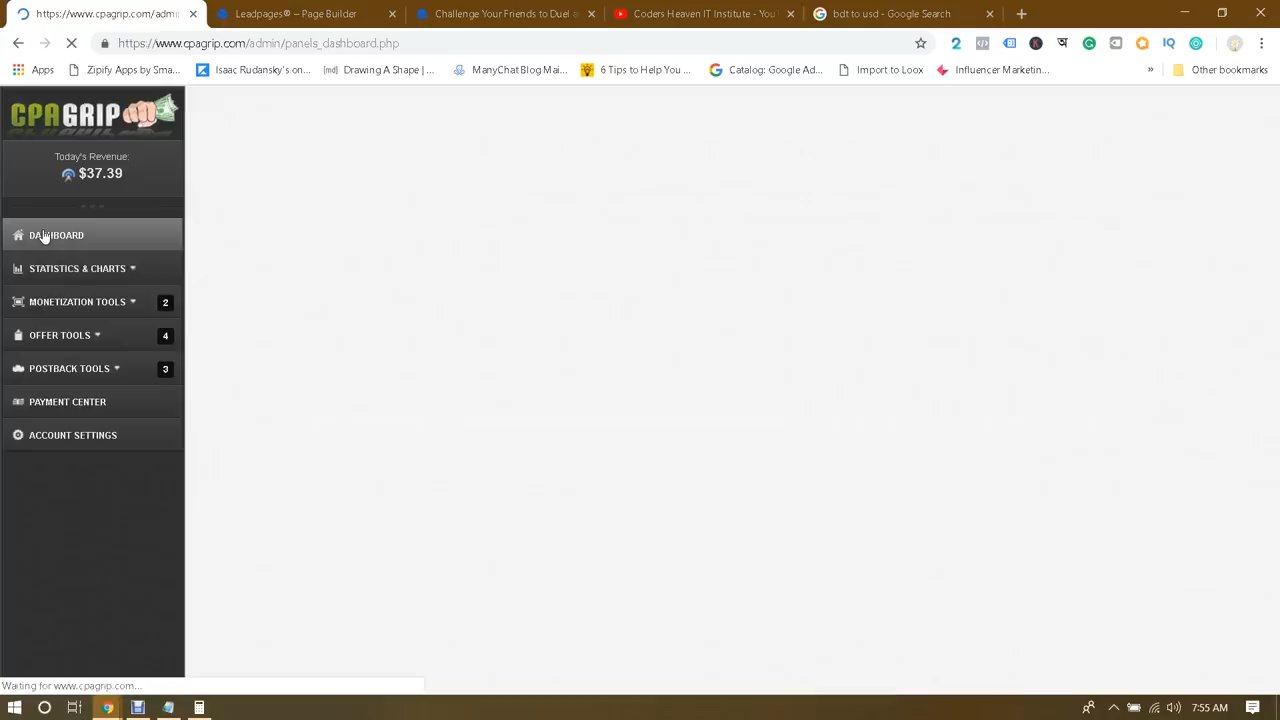 https://www.cpagrip.com/admin
Leadpages® – Page Builder
Challenge Your Friends to Duel
Coders Heaven IT Institute - You
bdt to usd - Google Search
https://www.cpagrip.com/admin/panels_dashboard.php
Apps
Zipify Apps by Sma...
Isaac Rudansky's on...
Drawing A Shape | ...
ManyChat Blog Mai...
6 Tips to Help You ...
Catalog: Google Ad...
Import to Loox
Influencer Marketin...
»
Other bookmarks
CPAGRIP
Today's Revenue:
$37.39
DASHBOARD
STATISTICS & CHARTS
MONETIZATION TOOLS 2
OFFER TOOLS 4
POSTBACK TOOLS 3
PAYMENT CENTER
ACCOUNT SETTINGS
Waiting for www.cpagrip.com...
7:55 AM